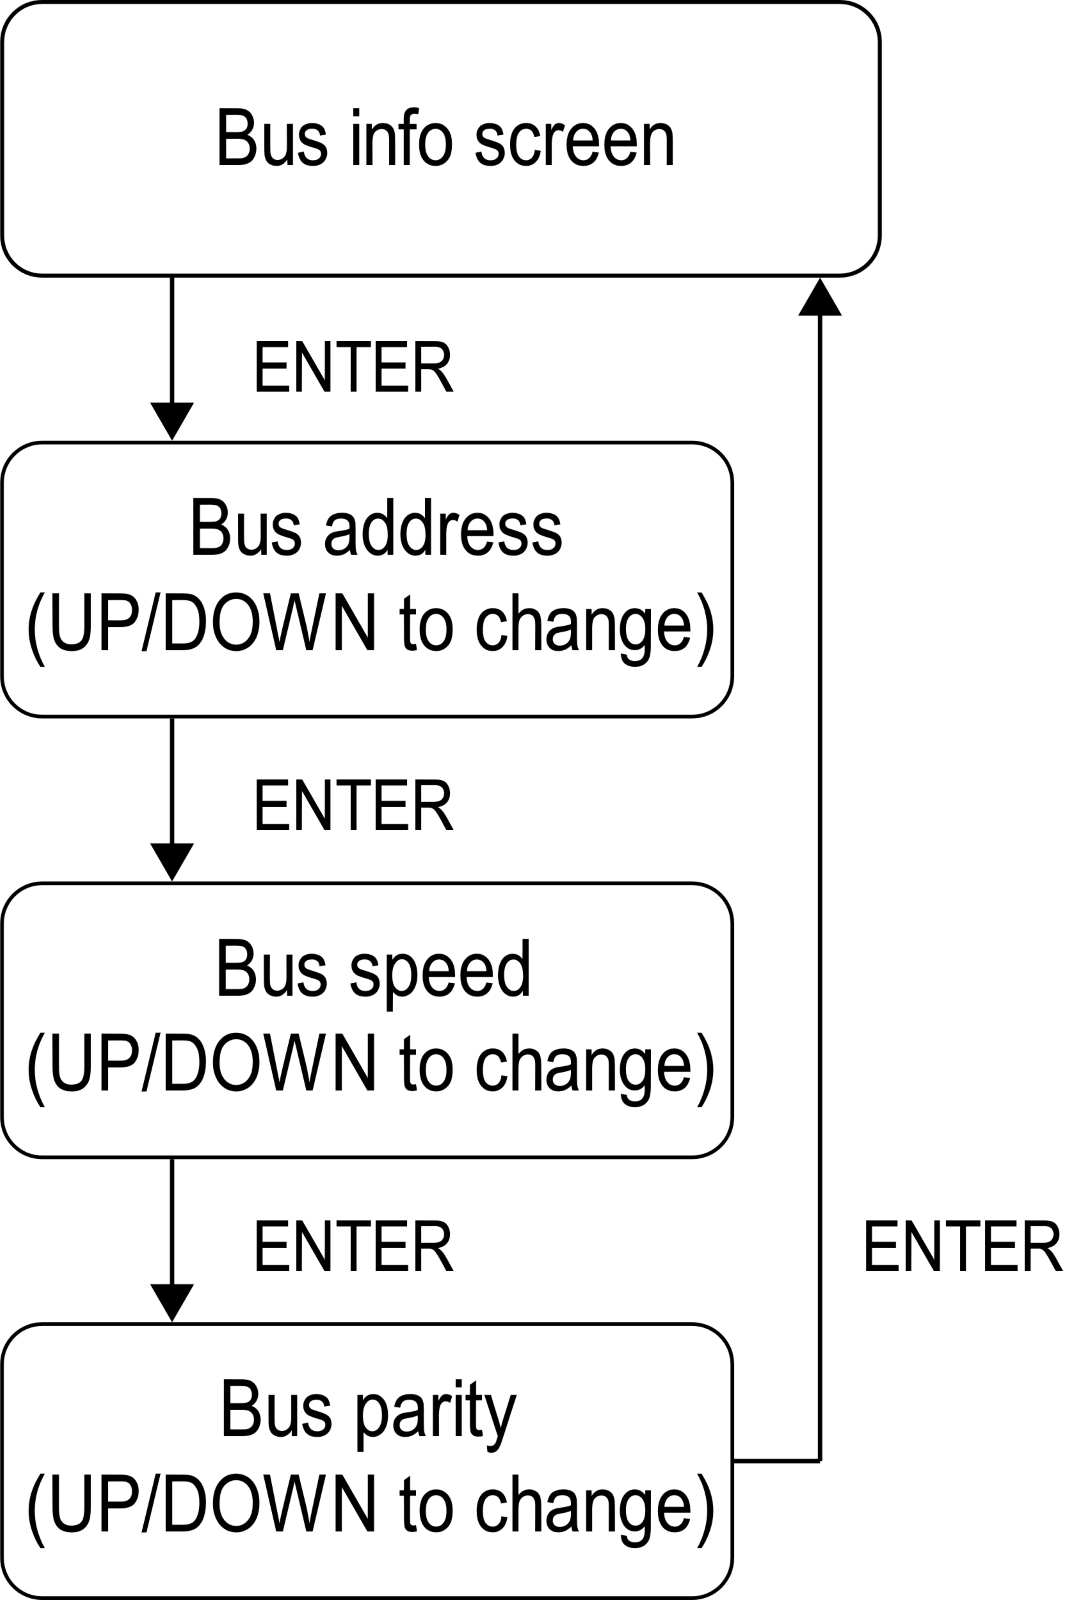 Bus info screen
ENTER
Bus address
(UP/DOWN to change)
ENTER
Bus speed
(UP/DOWN to change)
ENTER
ENTER
Bus parity
(UP/DOWN to change)